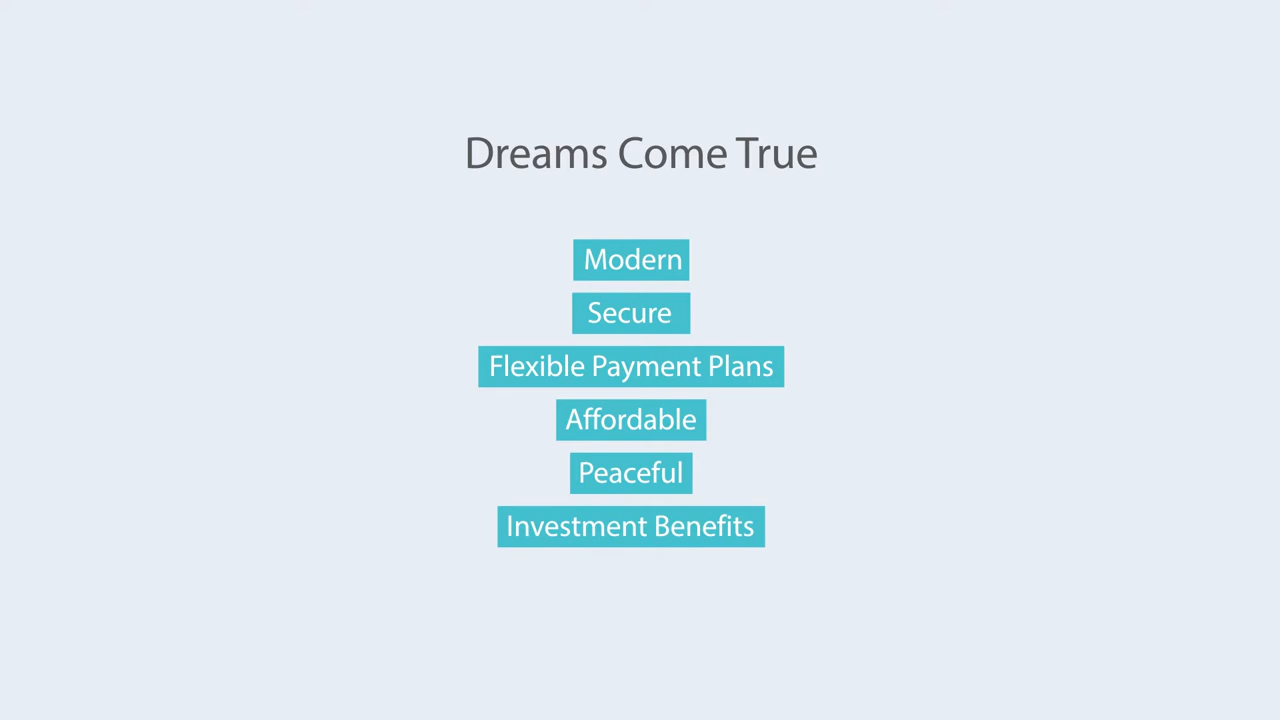 Dreams Come True
Modern
Secure
Flexible Payment Plans
Affordable
Peaceful
Investment Benefits